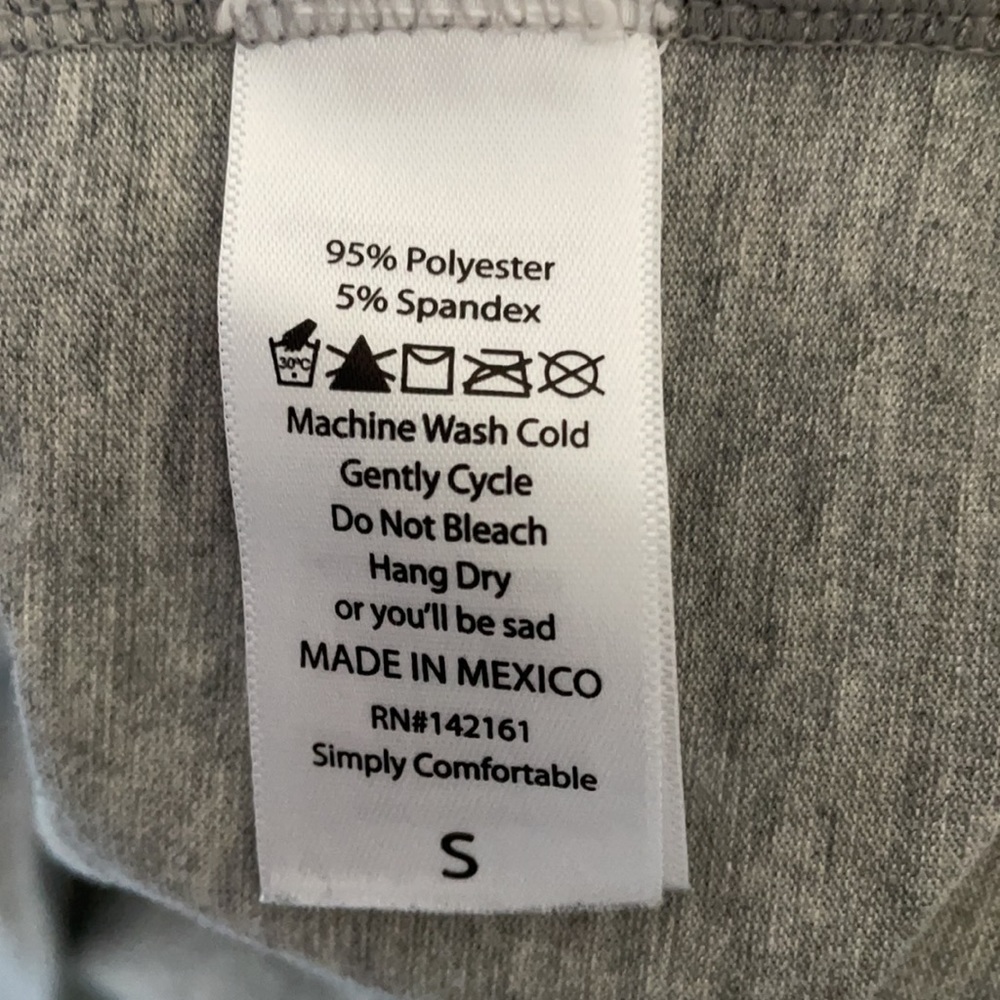 95% Polyester
5% Spandex
30°C
Machine Wash Cold
Gently Cycle
Do Not Bleach
Hang Dry
or you'll be sad
MADE IN MEXICO
RN#142161
Simply Comfortable
S